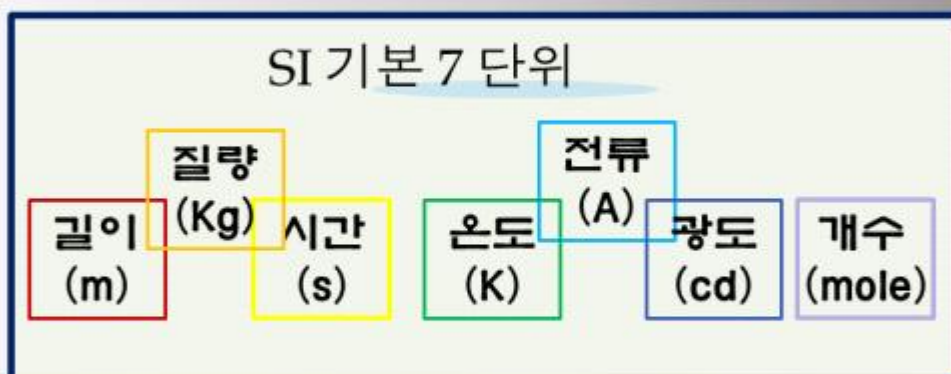 SI 기본 7 단위
질량
(Kg)
전류
(A)
길이
(m)
시간
(s)
온도
(K)
광도
(cd)
개수
(mole)